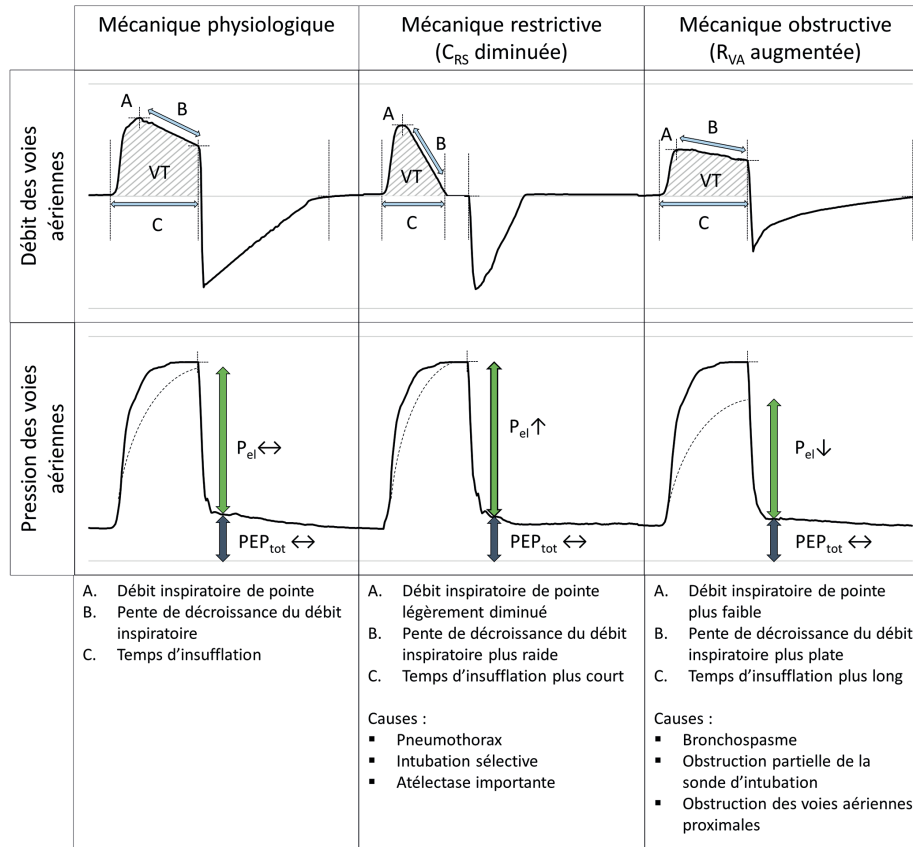 Mécanique physiologique
Mécanique restrictive
(CRS diminuée)
Mécanique obstructive
(RVA augmentée)
Débit des voies
aériennes
A
B
VT
C
A
B
VT
C
A
B
VT
C
Pression des voies
aériennes
Pel ↔
PEPtot ↔
Pel ↑
PEPtot ↔
Pel ↓
PEPtot ↔
A. Débit inspiratoire de pointe
B. Pente de décroissance du débit
inspiratoire
C. Temps d’insufflation
A. Débit inspiratoire de pointe
légèrement diminué
B. Pente de décroissance du débit
inspiratoire plus raide
C. Temps d’insufflation plus court
Causes :
▪ Pneumothorax
▪ Intubation sélective
▪ Atélectase importante
A. Débit inspiratoire de pointe
plus faible
B. Pente de décroissance du débit
inspiratoire plus plate
C. Temps d’insufflation plus long
Causes :
▪ Bronchospasme
▪ Obstruction partielle de la
sonde d’intubation
▪ Obstruction des voies aériennes
proximales